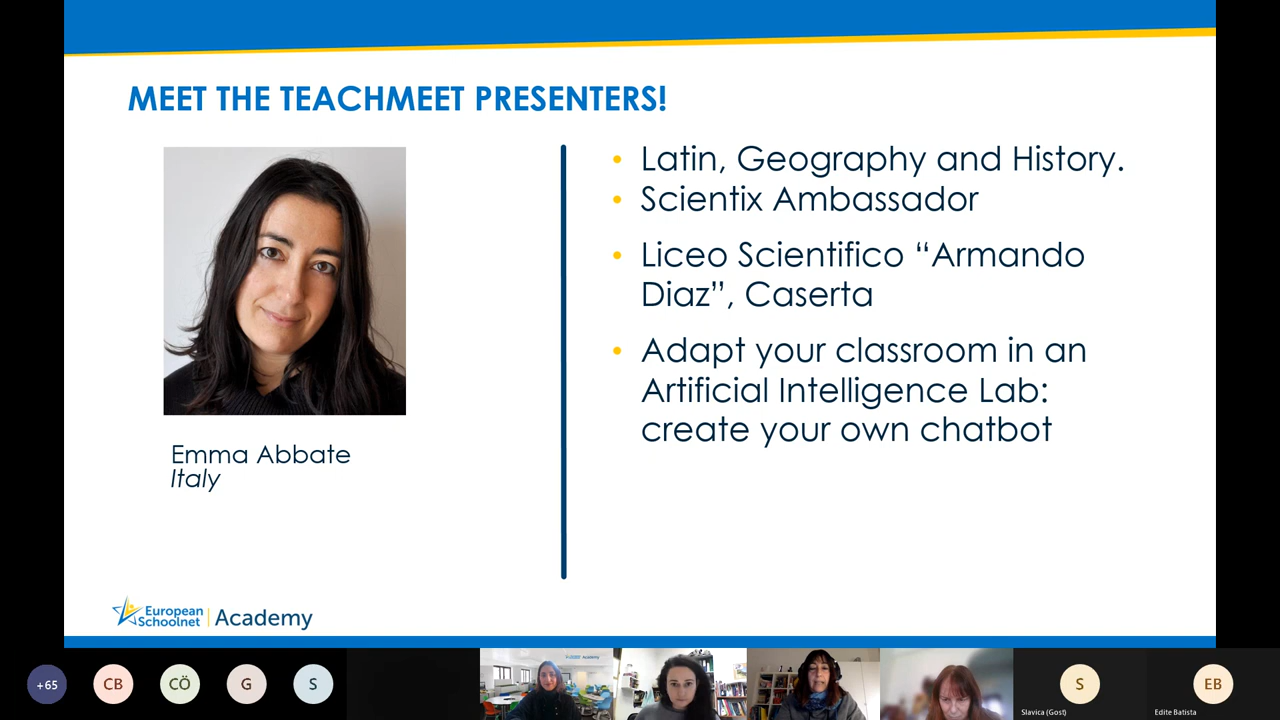 MEET THE TEACHMEET PRESENTERS!
Emma Abbate
Italy
• Latin, Geography and History.
• Scientix Ambassador
• Liceo Scientifico “Armando
Diaz”, Caserta
• Adapt your classroom in an
Artificial Intelligence Lab:
create your own chatbot
European
Schoolnet
Academy
+65
CB
CÖ
G
S
S
Slavica (Gost)
EB
Edite Batista